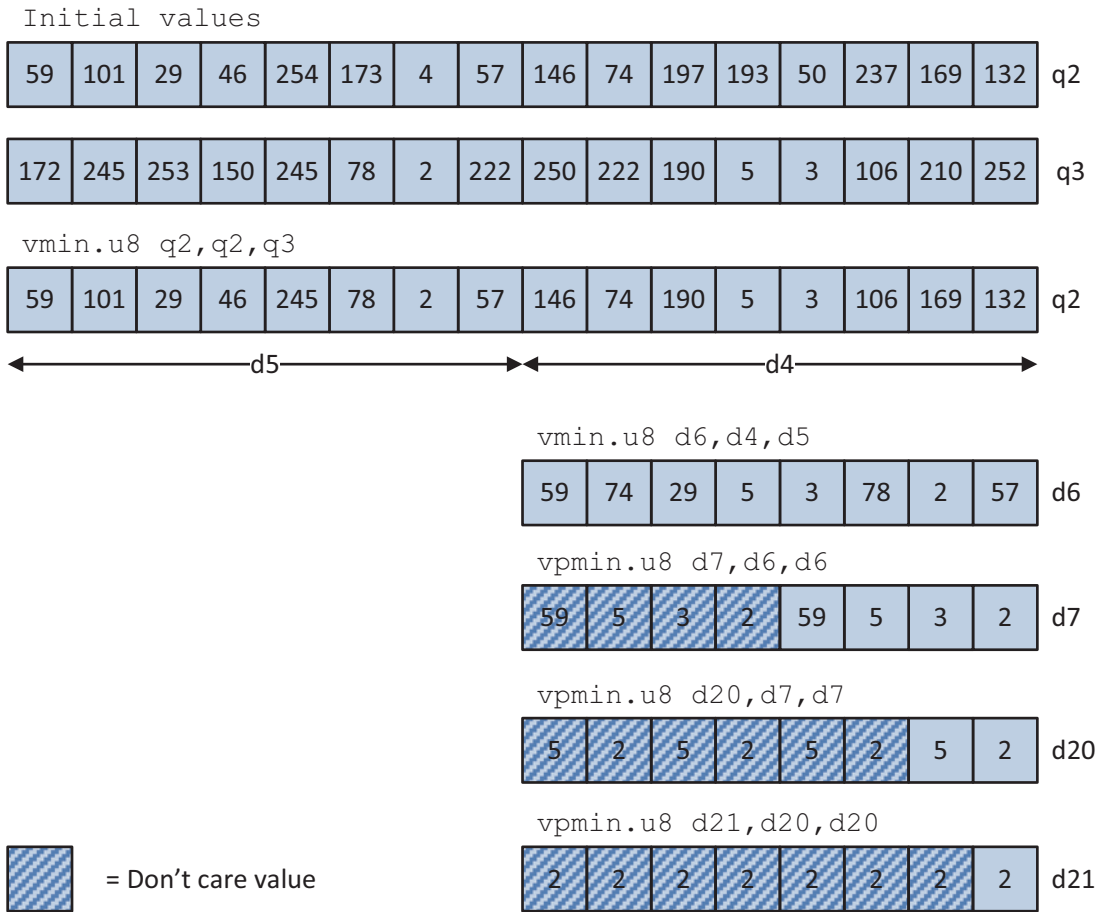 Initial values
59 101 29 46 254 173 4 57 146 74 197 193 50 237 169 132 q2
172 245 253 150 245 78 2 222 250 222 190 5 3 106 210 252 q3
vmin.u8 q2,q2,q3
59 101 29 46 245 78 2 57 146 74 190 5 3 106 169 132 q2
d5 d4
vmin.u8 d6,d4,d5
59 74 29 5 3 78 2 57 d6
vpmin.u8 d7,d6,d6
59 5 3 2 59 5 3 2 d7
vpmin.u8 d20,d7,d7
5 2 5 2 5 2 5 2 d20
vpmin.u8 d21,d20,d20
2 2 2 2 2 2 2 2 d21
= Don't care value